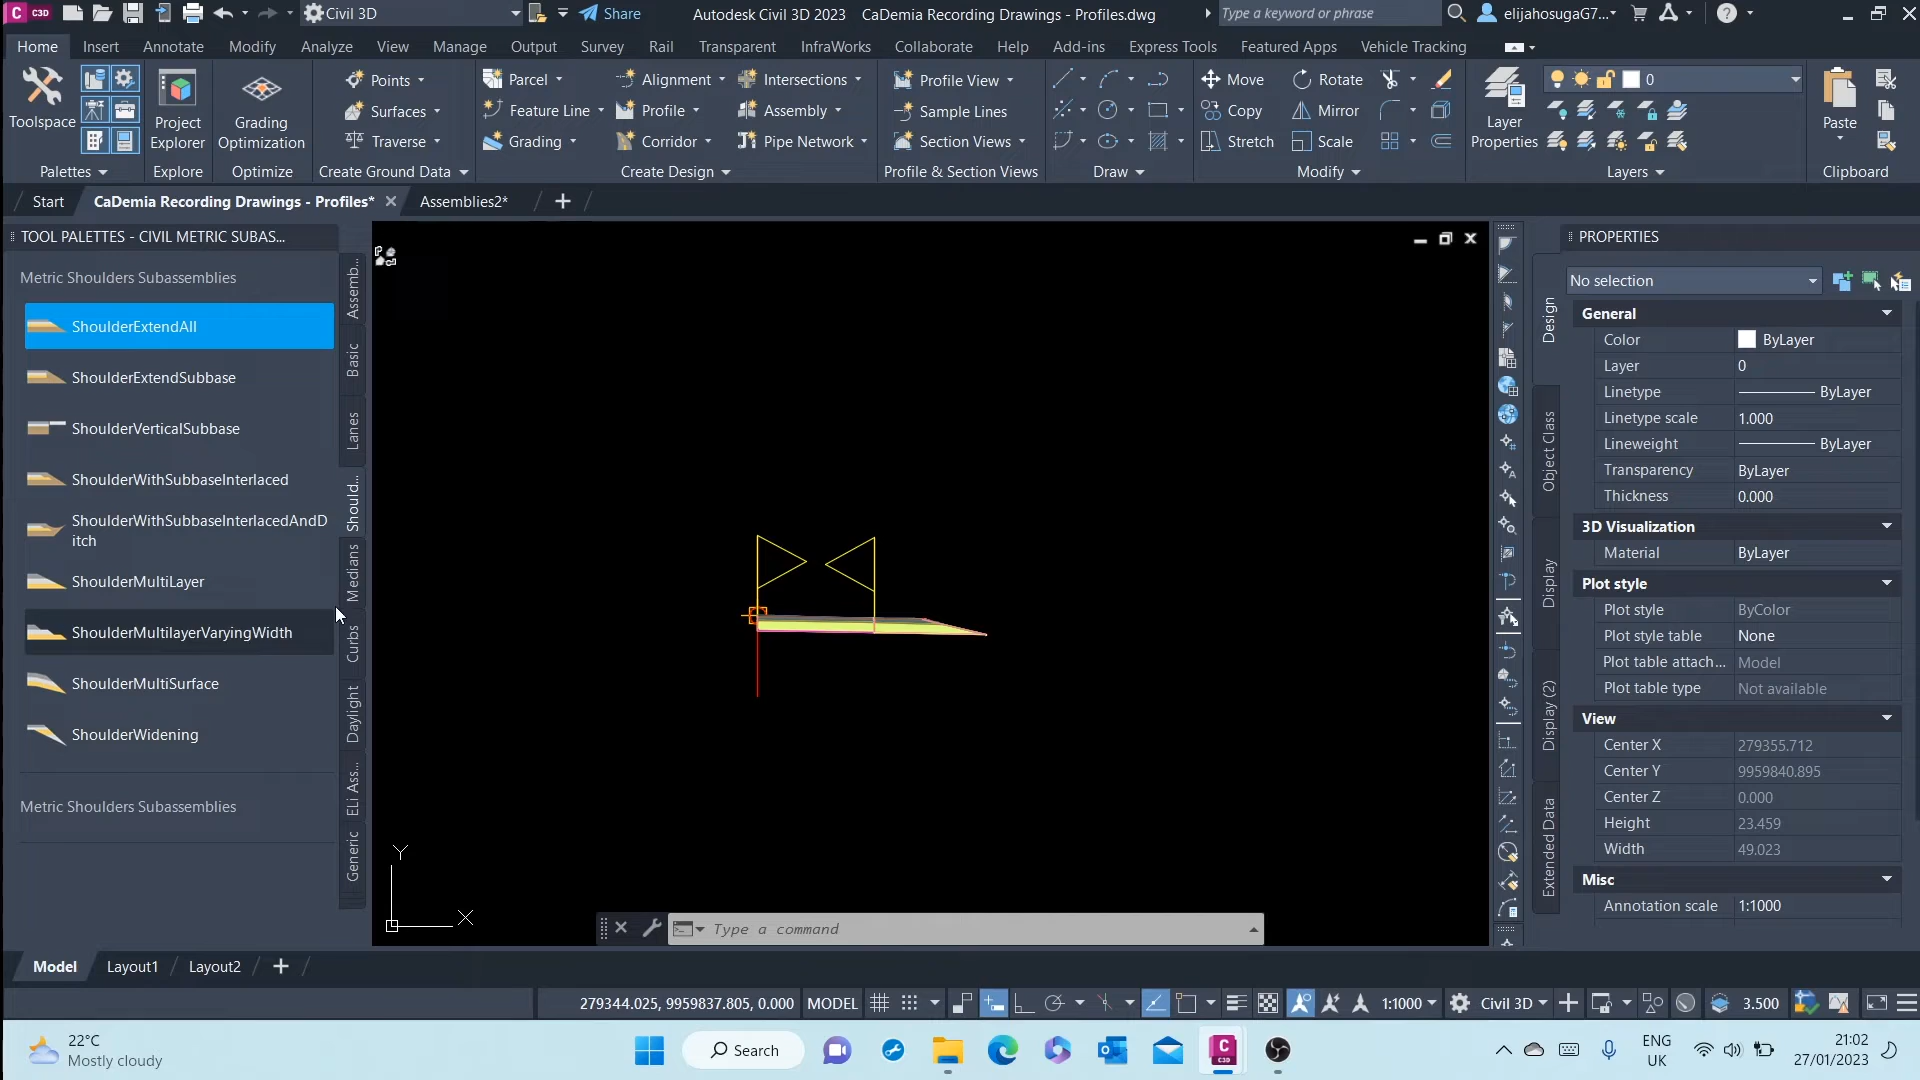 C C3D
Civil 3D
Share
Autodesk Civil 3D 2023 CaDemia Recording Drawings - Profiles.dwg
Type a keyword or phrase
elijahosugaG7...
Home Insert Annotate Modify Analyze View Manage Output Survey Rail Transparent InfraWorks Collaborate Help Add-ins Express Tools Featured Apps Vehicle Tracking
Toolspace
Palettes
Project Explorer
Explore
Grading Optimization
Optimize
Points
Surfaces
Traverse
Create Ground Data
Parcel
Feature Line
Grading
Alignment
Profile
Corridor
Intersections
Assembly
Pipe Network
Create Design
Profile View
Sample Lines
Section Views
Profile & Section Views
Draw
Move
Copy
Stretch
Rotate
Mirror
Scale
Modify
Layer Properties
0
Layers
Paste
Clipboard
Start
CaDemia Recording Drawings - Profiles*
Assemblies2*
TOOL PALETTES - CIVIL METRIC SUBAS...
Metric Shoulders Subassemblies
ShoulderExtendAll
ShoulderExtendSubbase
ShoulderVerticalSubbase
ShoulderWithSubbaseInterlaced
ShoulderWithSubbaseInterlacedAndD
itch
ShoulderMultiLayer
ShoulderMultilayerVaryingWidth
ShoulderMultiSurface
ShoulderWidening
Metric Shoulders Subassemblies
Assemb...
Basic
Lanes
Should...
Medians
Curbs
Daylight
ELi Ass...
Generic
Y
X
Type a command
PROPERTIES
No selection
Design
Object Class
Display
Display (2)
Extended Data
General
Color ByLayer
Layer 0
Linetype ByLayer
Linetype scale 1.000
Lineweight ByLayer
Transparency ByLayer
Thickness 0.000
3D Visualization
Material ByLayer
Plot style
Plot style ByColor
Plot style table None
Plot table attach... Model
Plot table type Not available
View
Center X 279355.712
Center Y 9959840.895
Center Z 0.000
Height 23.459
Width 49.023
Misc
Annotation scale 1:1000
Model Layout1 Layout2
279344.025, 9959837.805, 0.000 MODEL 1:1000 Civil 3D 3.500
22°C
Mostly cloudy
Search
C C3D
ENG
UK
21:02
27/01/2023